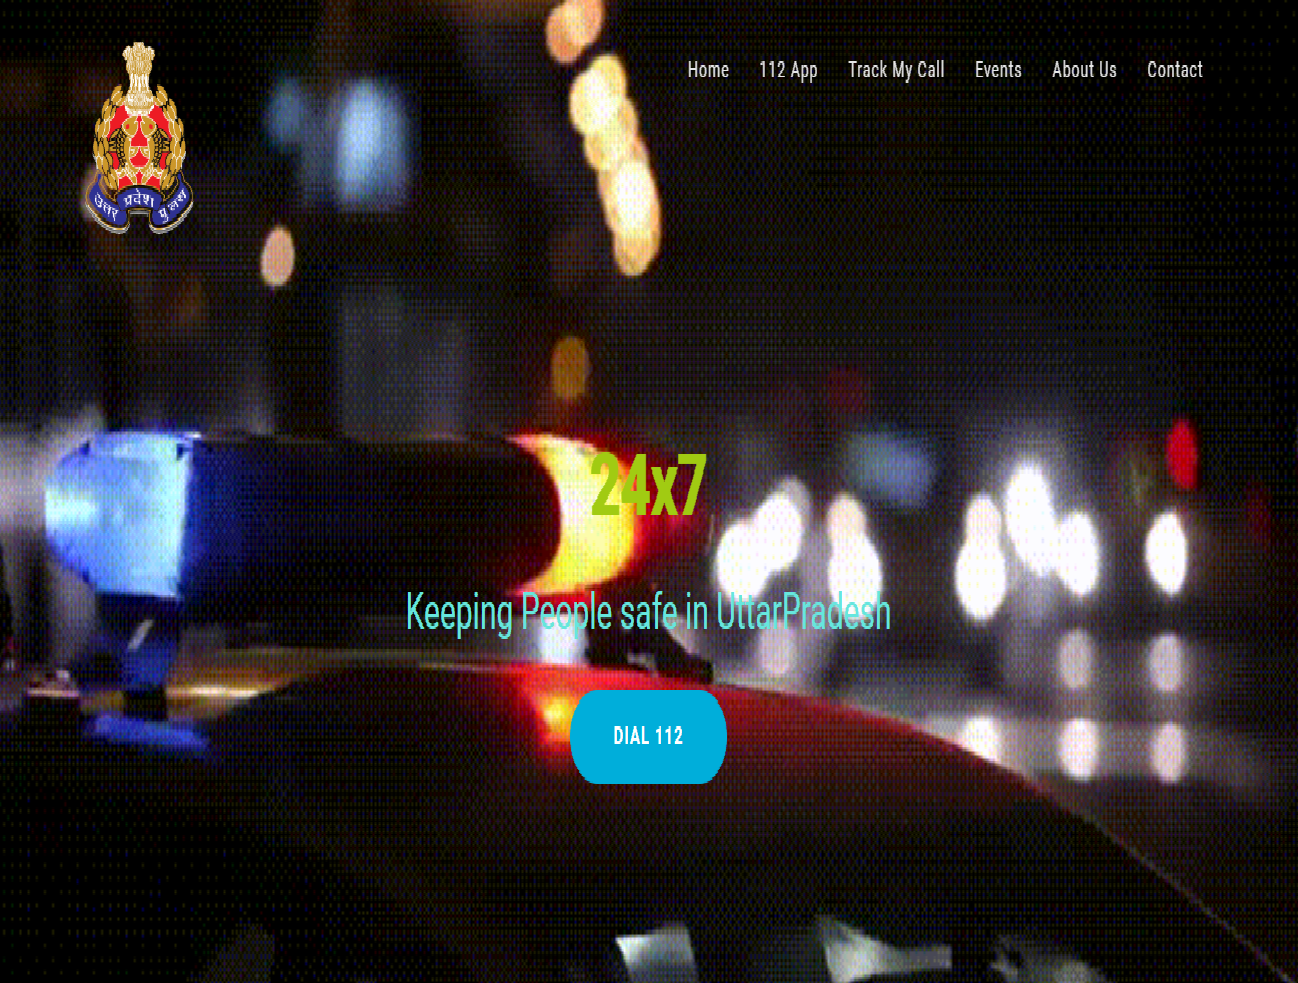 Home 112 App Track My Call Events About Us Contact
उत्तर प्रदेश पुलिस
24x7
Keeping People safe in UttarPradesh
DIAL 112